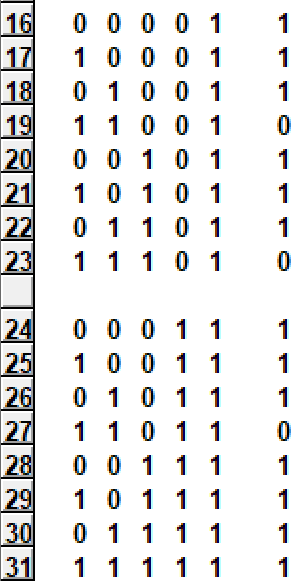 16 0 0 0 0 1 1
17 1 0 0 0 1 1
18 0 1 0 0 1 1
19 1 1 0 0 1 0
20 0 0 1 0 1 1
21 1 0 1 0 1 1
22 0 1 1 0 1 1
23 1 1 1 0 1 0
24 0 0 0 1 1 1
25 1 0 0 1 1 1
26 0 1 0 1 1 1
27 1 1 0 1 1 0
28 0 0 1 1 1 1
29 1 0 1 1 1 1
30 0 1 1 1 1 1
31 1 1 1 1 1 1